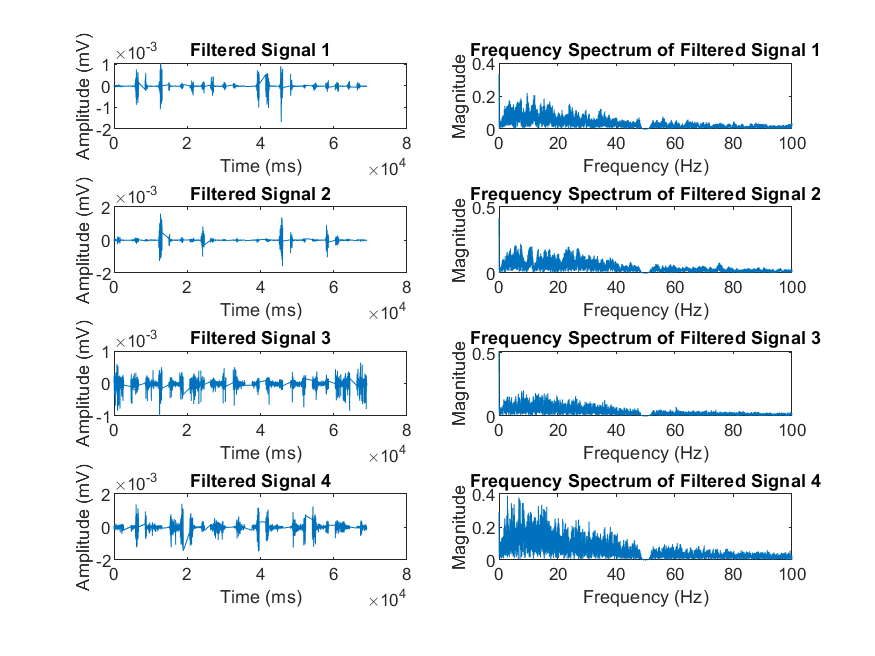 Filtered Signal 1
×10-3
Amplitude (mV)
1
0
-1
-2
0 2 4 6 8
Time (ms)
×104
Frequency Spectrum of Filtered Signal 1
Magnitude
0.4
0.2
0
0 20 40 60 80 100
Frequency (Hz)
Filtered Signal 2
×10-3
Amplitude (mV)
2
0
-2
0 2 4 6 8
Time (ms)
×104
Frequency Spectrum of Filtered Signal 2
Magnitude
0.5
0
0 20 40 60 80 100
Frequency (Hz)
Filtered Signal 3
×10-3
Amplitude (mV)
1
0
-1
0 2 4 6 8
Time (ms)
×104
Frequency Spectrum of Filtered Signal 3
Magnitude
0.5
0
0 20 40 60 80 100
Frequency (Hz)
Filtered Signal 4
×10-3
Amplitude (mV)
2
0
-2
0 2 4 6 8
Time (ms)
×104
Frequency Spectrum of Filtered Signal 4
Magnitude
0.4
0.2
0
0 20 40 60 80 100
Frequency (Hz)